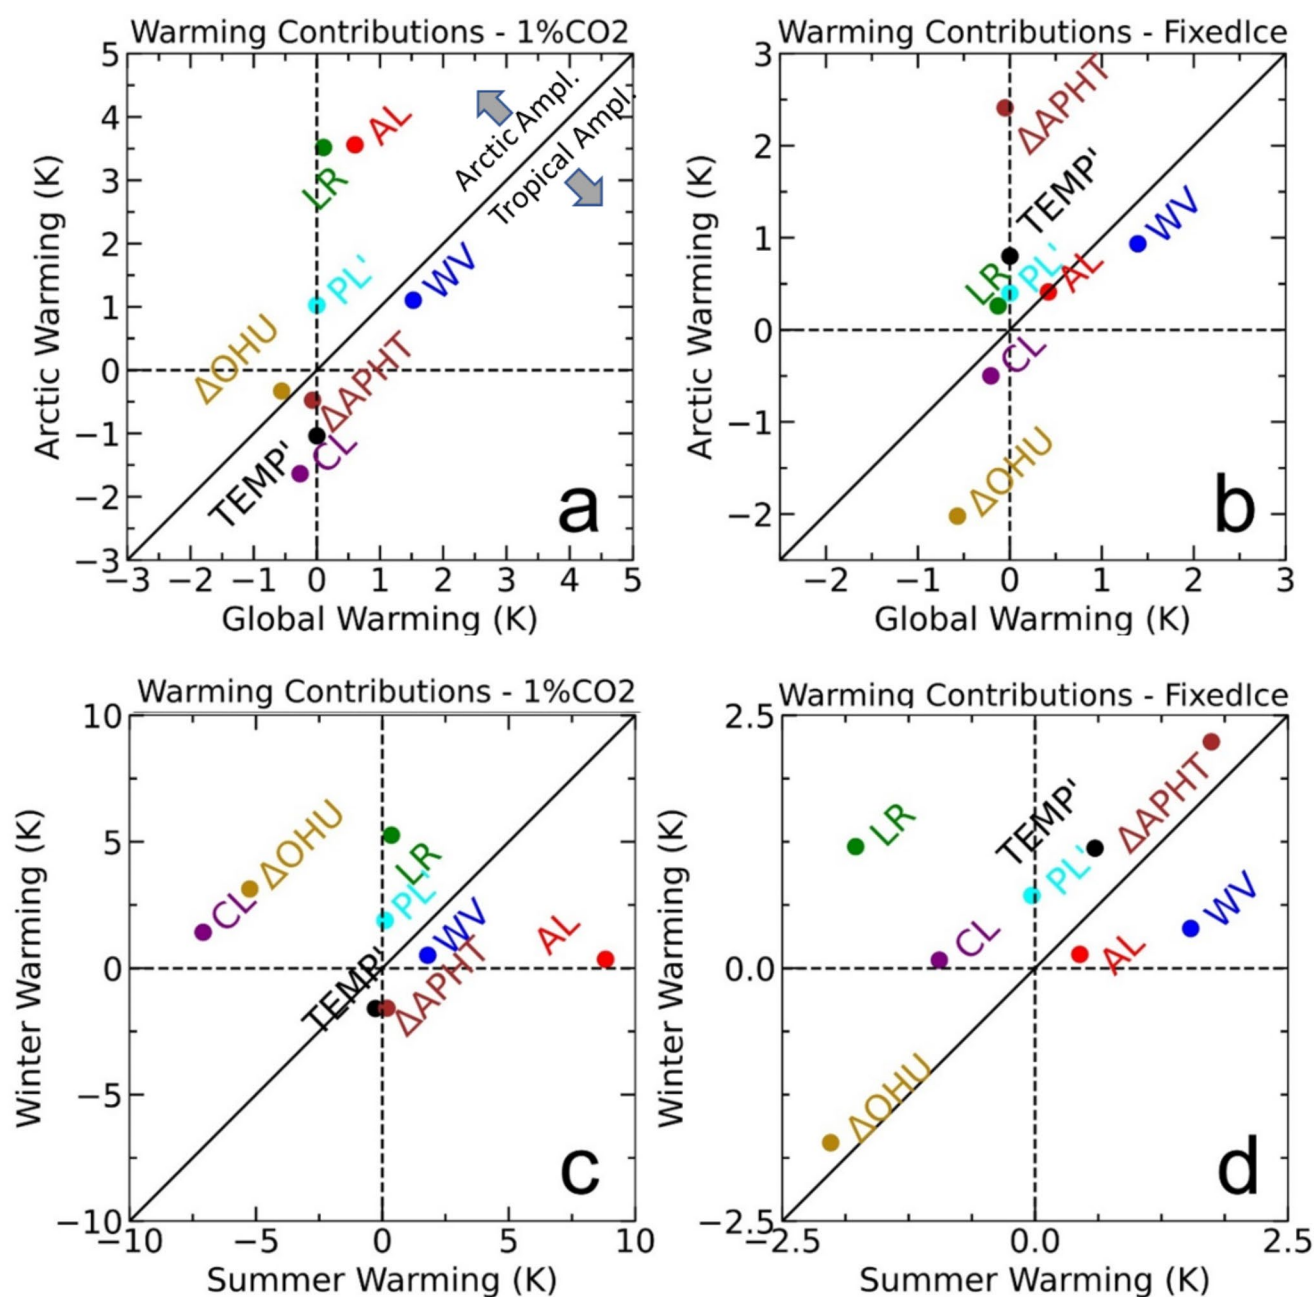 Warming Contributions - 1%CO2
5
4
3
2
1
0
−1
−2
−3
−3 −2 −1 0 1 2 3 4 5
Arctic Warming (K)
Global Warming (K)
AL
LR
PL'
WV
ΔOHU
ΔAPHT
TEMP'
CL
Arctic Ampl.
Tropical Ampl.
a
Warming Contributions - FixedIce
3
2
1
0
−1
−2
−2 −1 0 1 2 3
Arctic Warming (K)
Global Warming (K)
ΔAPHT
TEMP'
WV
LR
PL'
AL
CL
ΔOHU
b
Warming Contributions - 1%CO2
10
5
0
−5
−10
−10 −5 0 5 10
Winter Warming (K)
Summer Warming (K)
ΔOHU
CL
LR
PL'
WV
AL
TEMP'
ΔAPHT
c
Warming Contributions - FixedIce
2.5
0.0
−2.5
−2.5 0.0 2.5
Winter Warming (K)
Summer Warming (K)
LR
TEMP'
ΔAPHT
PL'
WV
CL
AL
ΔOHU
d